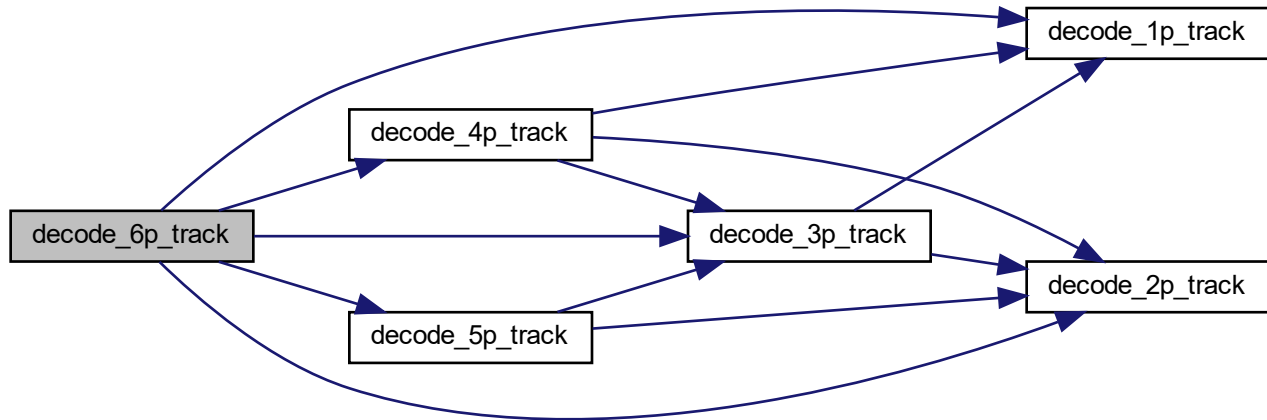 decode_1p_track
decode_4p_track
decode_6p_track
decode_3p_track
decode_2p_track
decode_5p_track